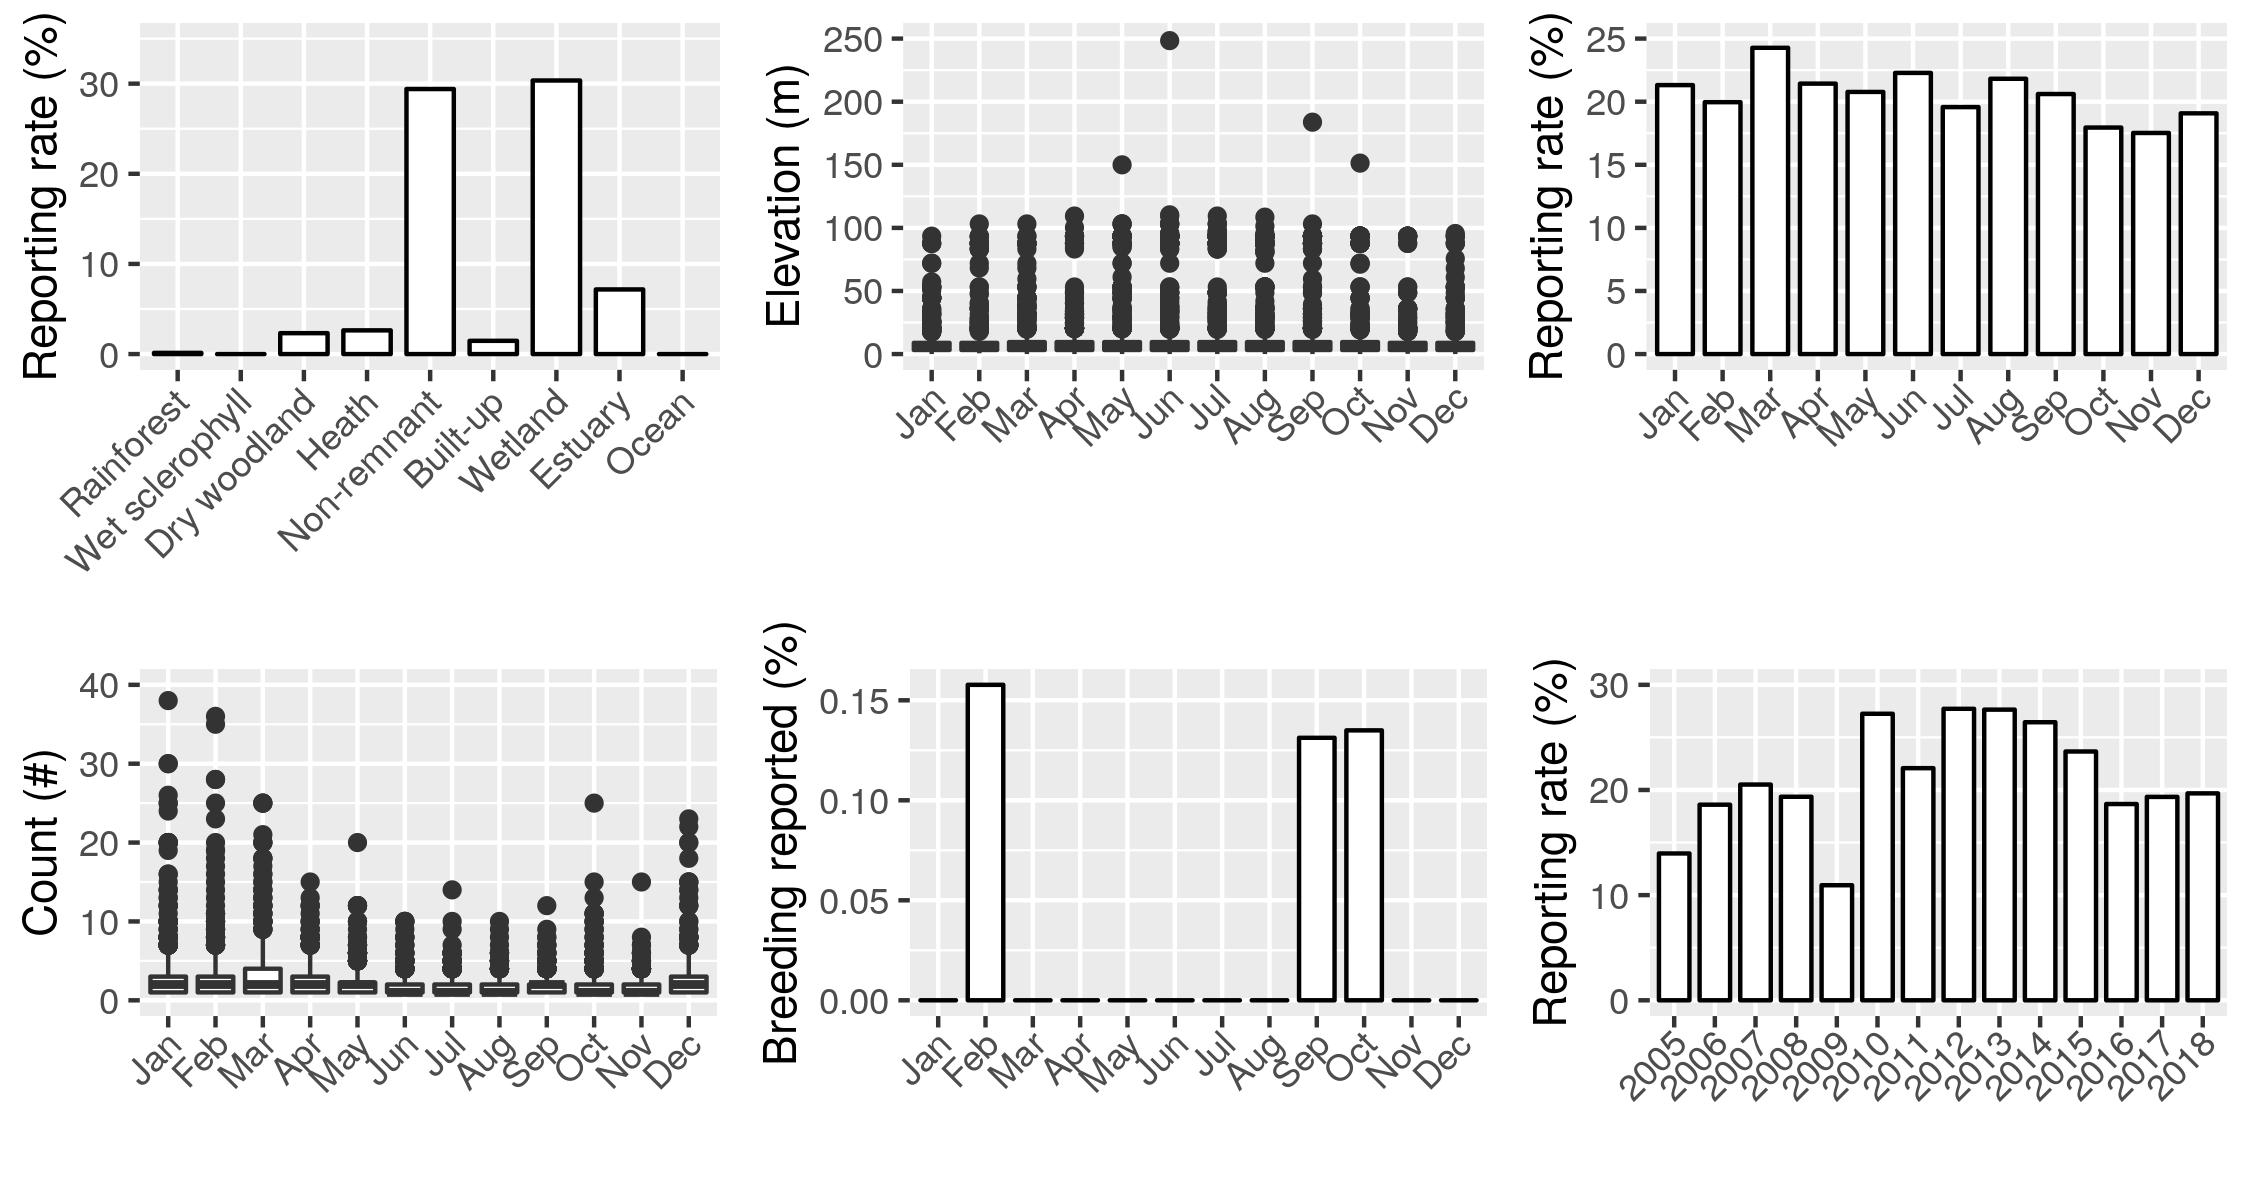 Reporting rate (%)
30
20
10
0
Rainforest
Wet sclerophyll
Dry woodland
Heath
Non-remnant
Built-up
Wetland
Estuary
Ocean
Elevation (m)
250
200
150
100
50
0
Jan
Feb
Mar
Apr
May
Jun
Jul
Aug
Sep
Oct
Nov
Dec
Reporting rate (%)
25
20
15
10
5
0
Jan
Feb
Mar
Apr
May
Jun
Jul
Aug
Sep
Oct
Nov
Dec
Count (#)
40
30
20
10
0
Jan
Feb
Mar
Apr
May
Jun
Jul
Aug
Sep
Oct
Nov
Dec
Breeding reported (%)
0.15
0.10
0.05
0.00
Jan
Feb
Mar
Apr
May
Jun
Jul
Aug
Sep
Oct
Nov
Dec
Reporting rate (%)
30
20
10
0
2005
2006
2007
2008
2009
2010
2011
2012
2013
2014
2015
2016
2017
2018